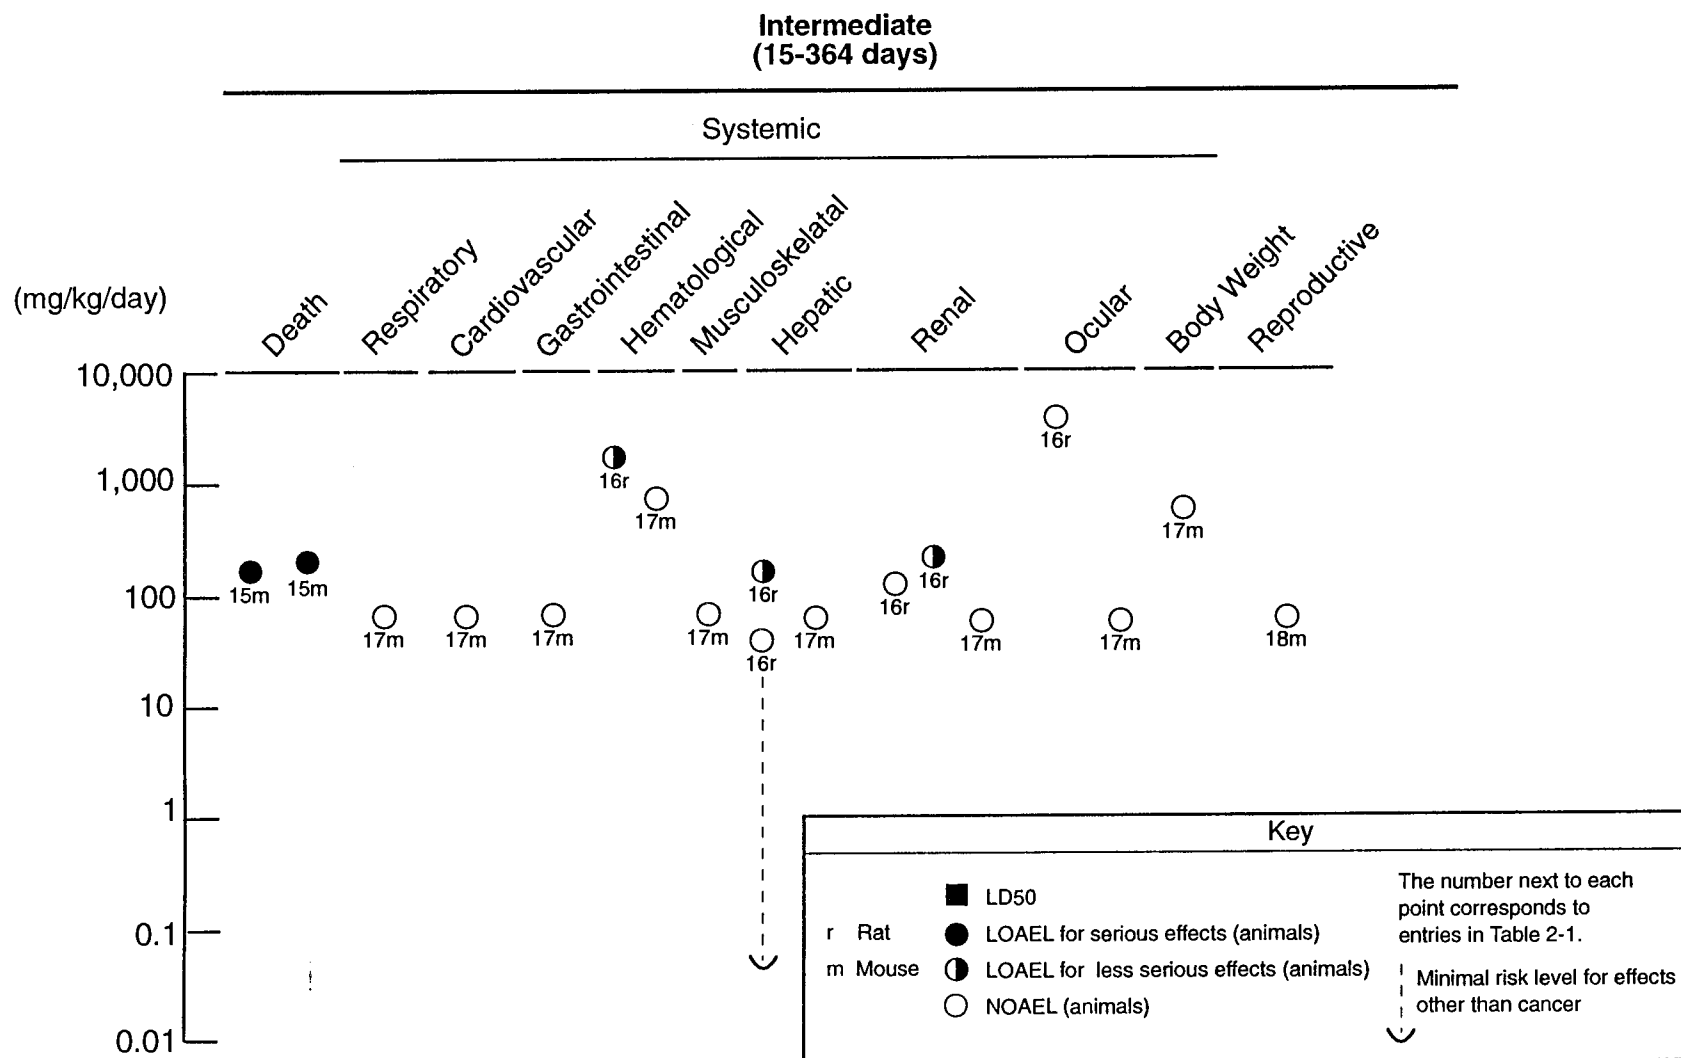 Intermediate
(15-364 days)
Systemic
(mg/kg/day)
Death
Respiratory
Cardiovascular
Gastrointestinal
Hematological
Musculoskelatal
Hepatic
Renal
Ocular
Body Weight
Reproductive
10,000
1,000
100
10
1
0.1
0.01
16r
16r
17m
17m
15m
15m
16r
16r
16r
17m
17m
17m
17m
16r
17m
17m
17m
18m
Key
r Rat
m Mouse
LD50
LOAEL for serious effects (animals)
LOAEL for less serious effects (animals)
NOAEL (animals)
The number next to each
point corresponds to
entries in Table 2-1.
Minimal risk level for effects
other than cancer